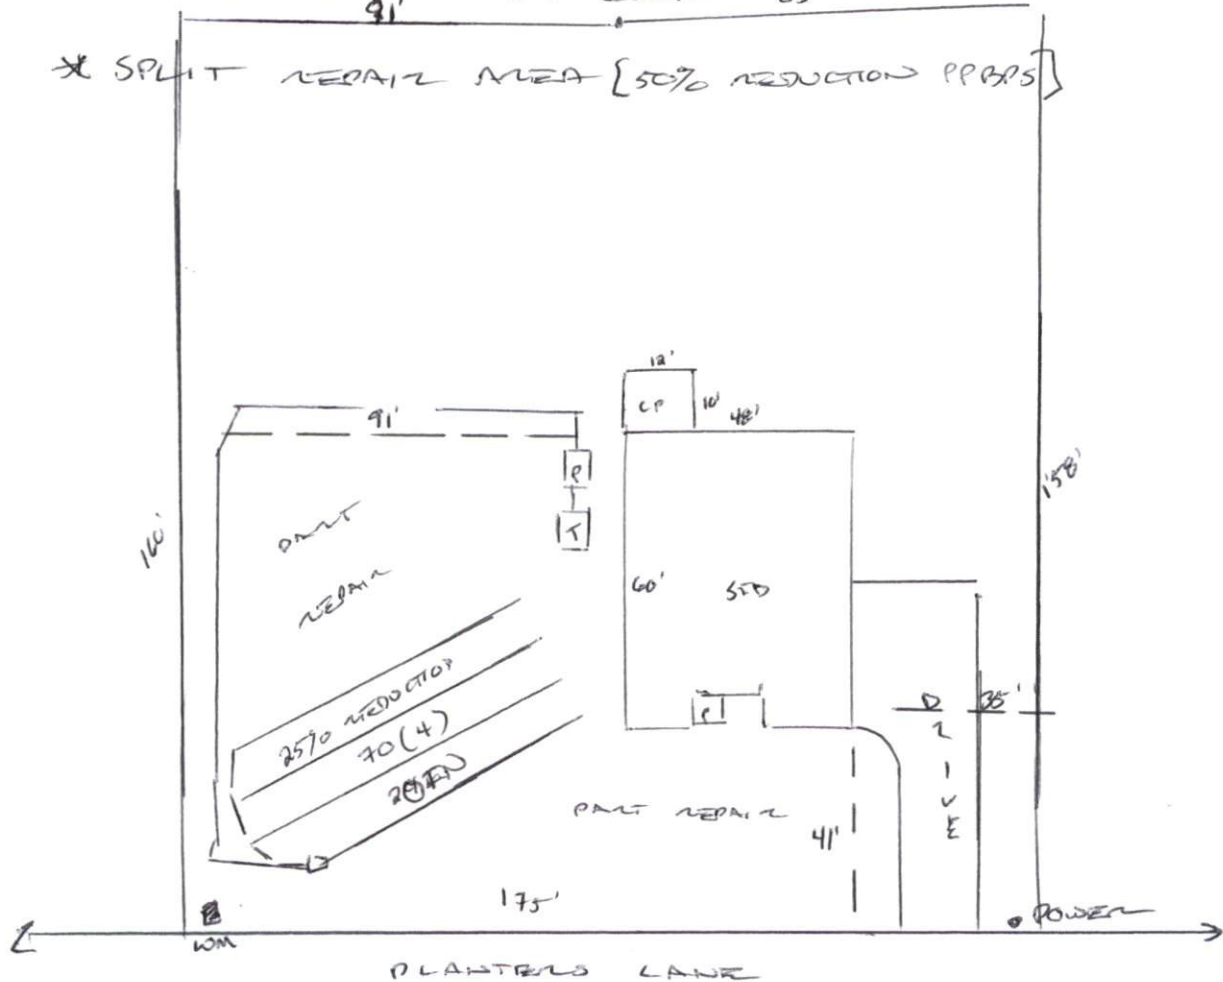 91'
* SPLIT REPAIR AREA [50% REDUCTION PPBPS]
12'
CP
10'
48'
91'
P
T
158'
160'
PART
REPAIR
60'
SFD
25% REDUCTION
70(4)
P
D
R
I
V
E
35'
PART REPAIR
41'
175'
WM
POWER
PLANTERS LANE